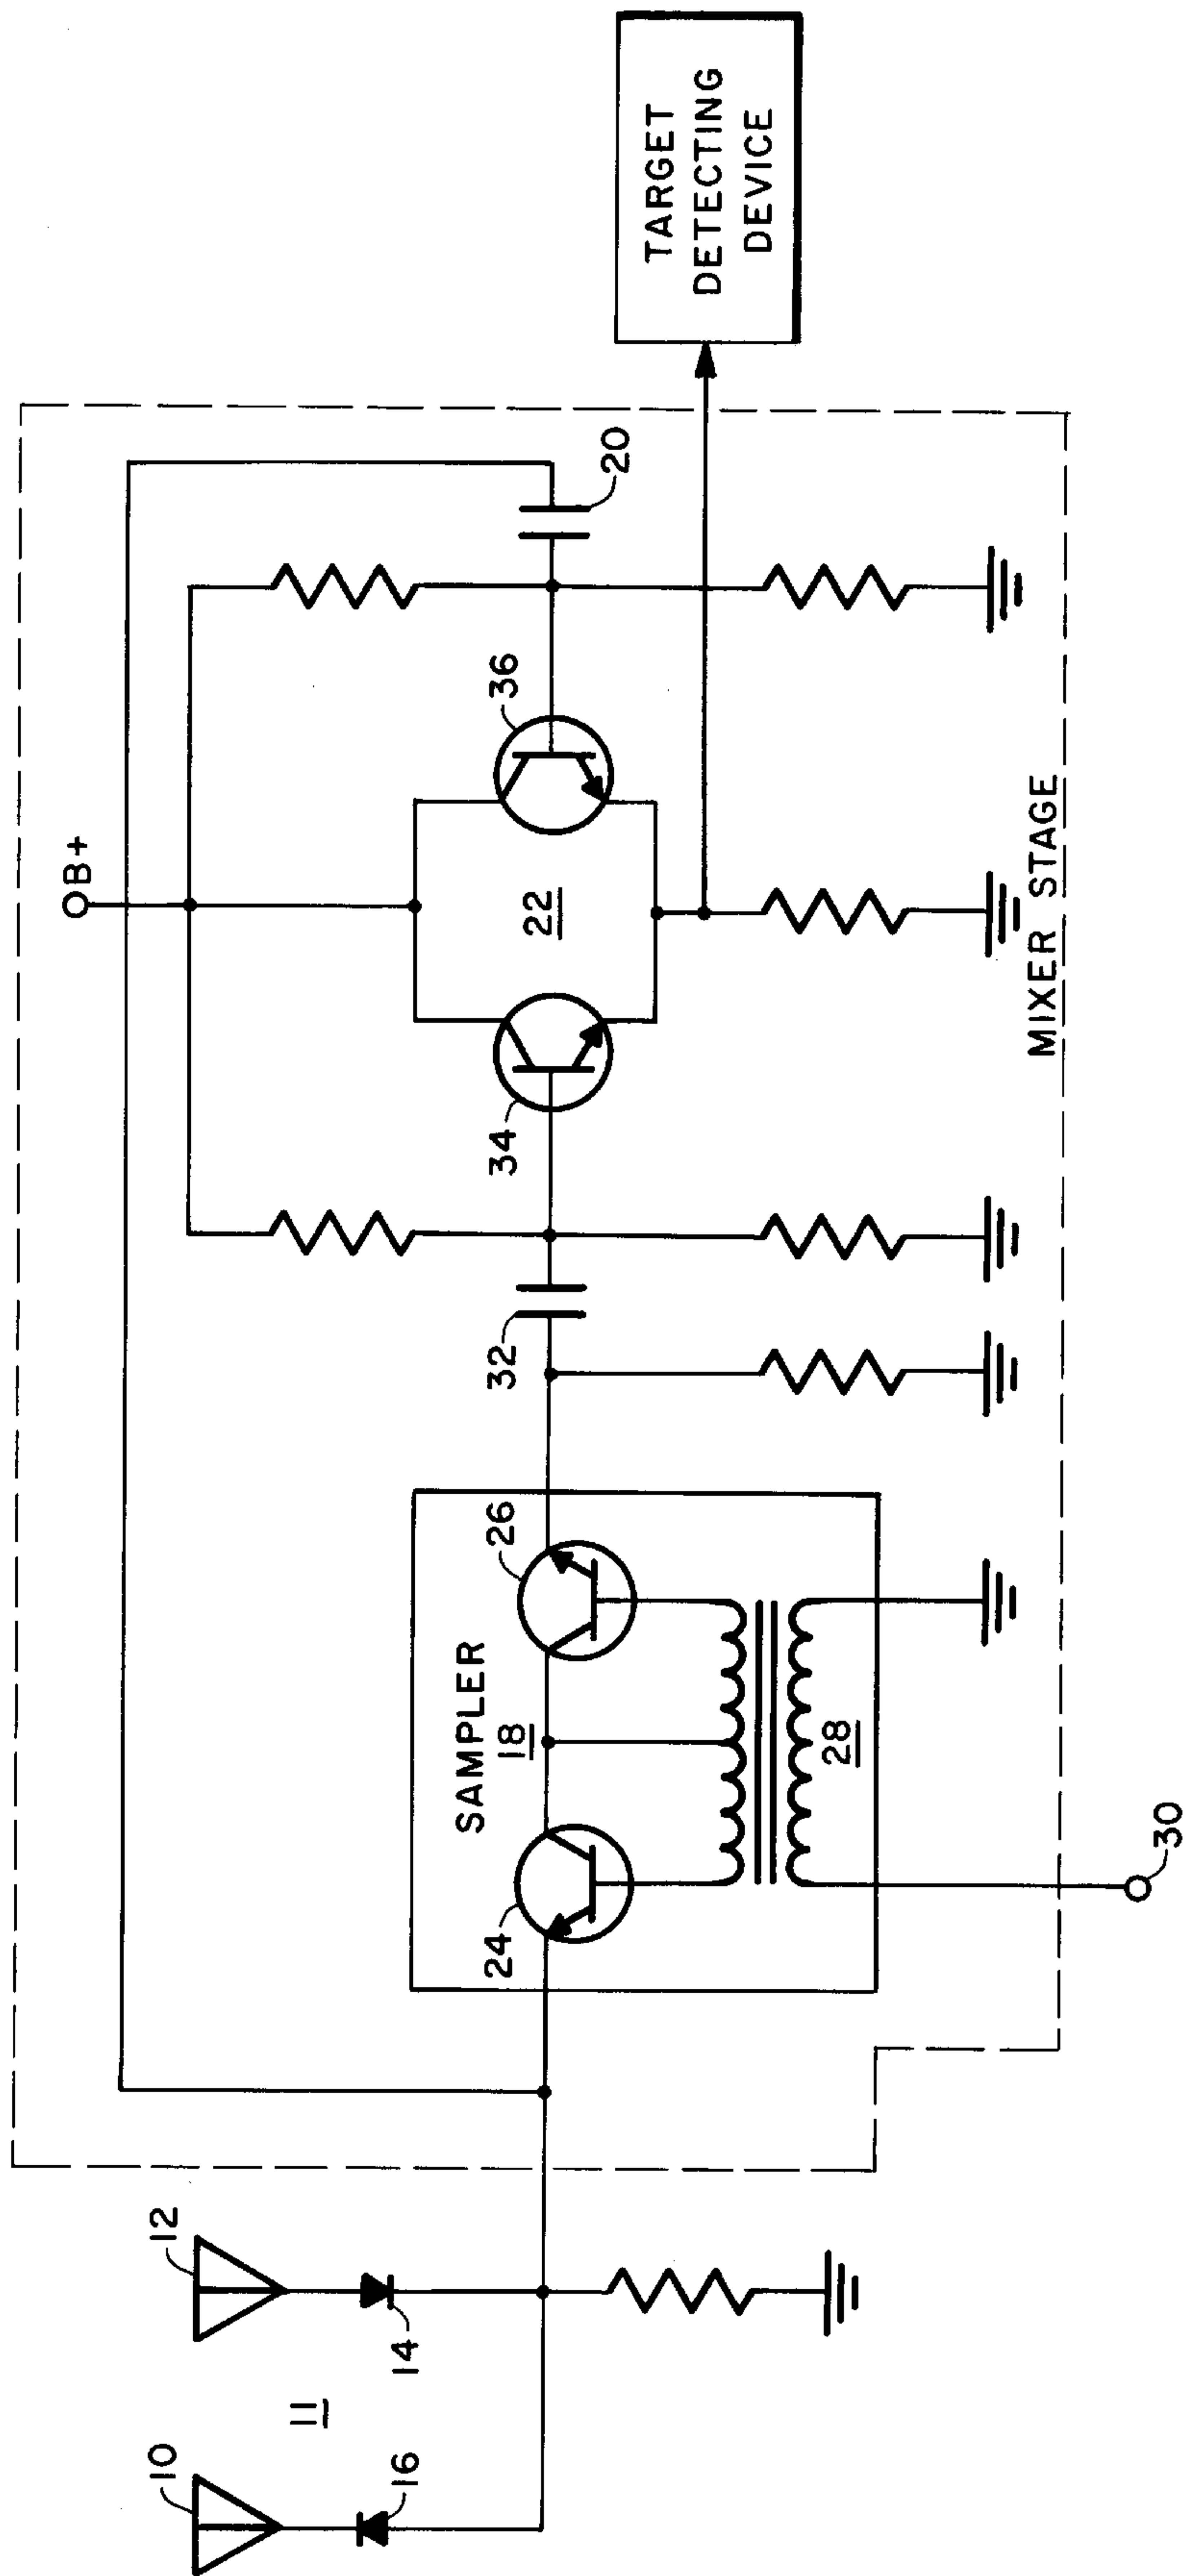 10
12
11
14
16
SAMPLER
18
24
26
28
30
32
34
36
22
20
B+
MIXER STAGE
TARGET
DETECTING
DEVICE